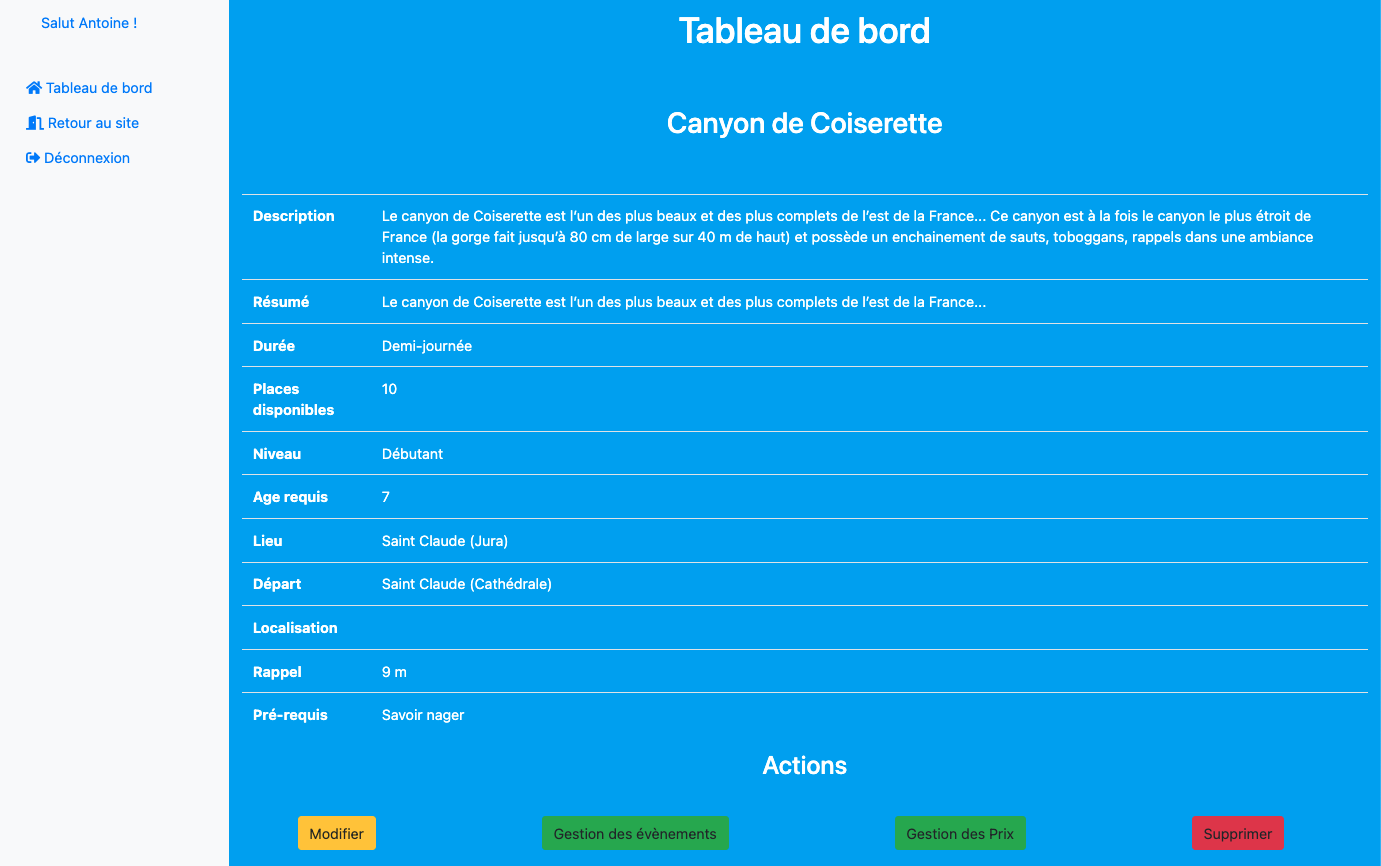 Salut Antoine !
Tableau de bord
Retour au site
Déconnexion
Tableau de bord
Canyon de Coiserette
Description
Le canyon de Coiserette est l’un des plus beaux et des plus complets de l’est de la France... Ce canyon est à la fois le canyon le plus étroit de
France (la gorge fait jusqu’à 80 cm de large sur 40 m de haut) et possède un enchainement de sauts, toboggans, rappels dans une ambiance
intense.
Résumé
Le canyon de Coiserette est l’un des plus beaux et des plus complets de l’est de la France...
Durée
Demi-journée
Places
disponibles
10
Niveau
Débutant
Age requis
7
Lieu
Saint Claude (Jura)
Départ
Saint Claude (Cathédrale)
Localisation
Rappel
9 m
Pré-requis
Savoir nager
Actions
Modifier
Gestion des évènements
Gestion des Prix
Supprimer